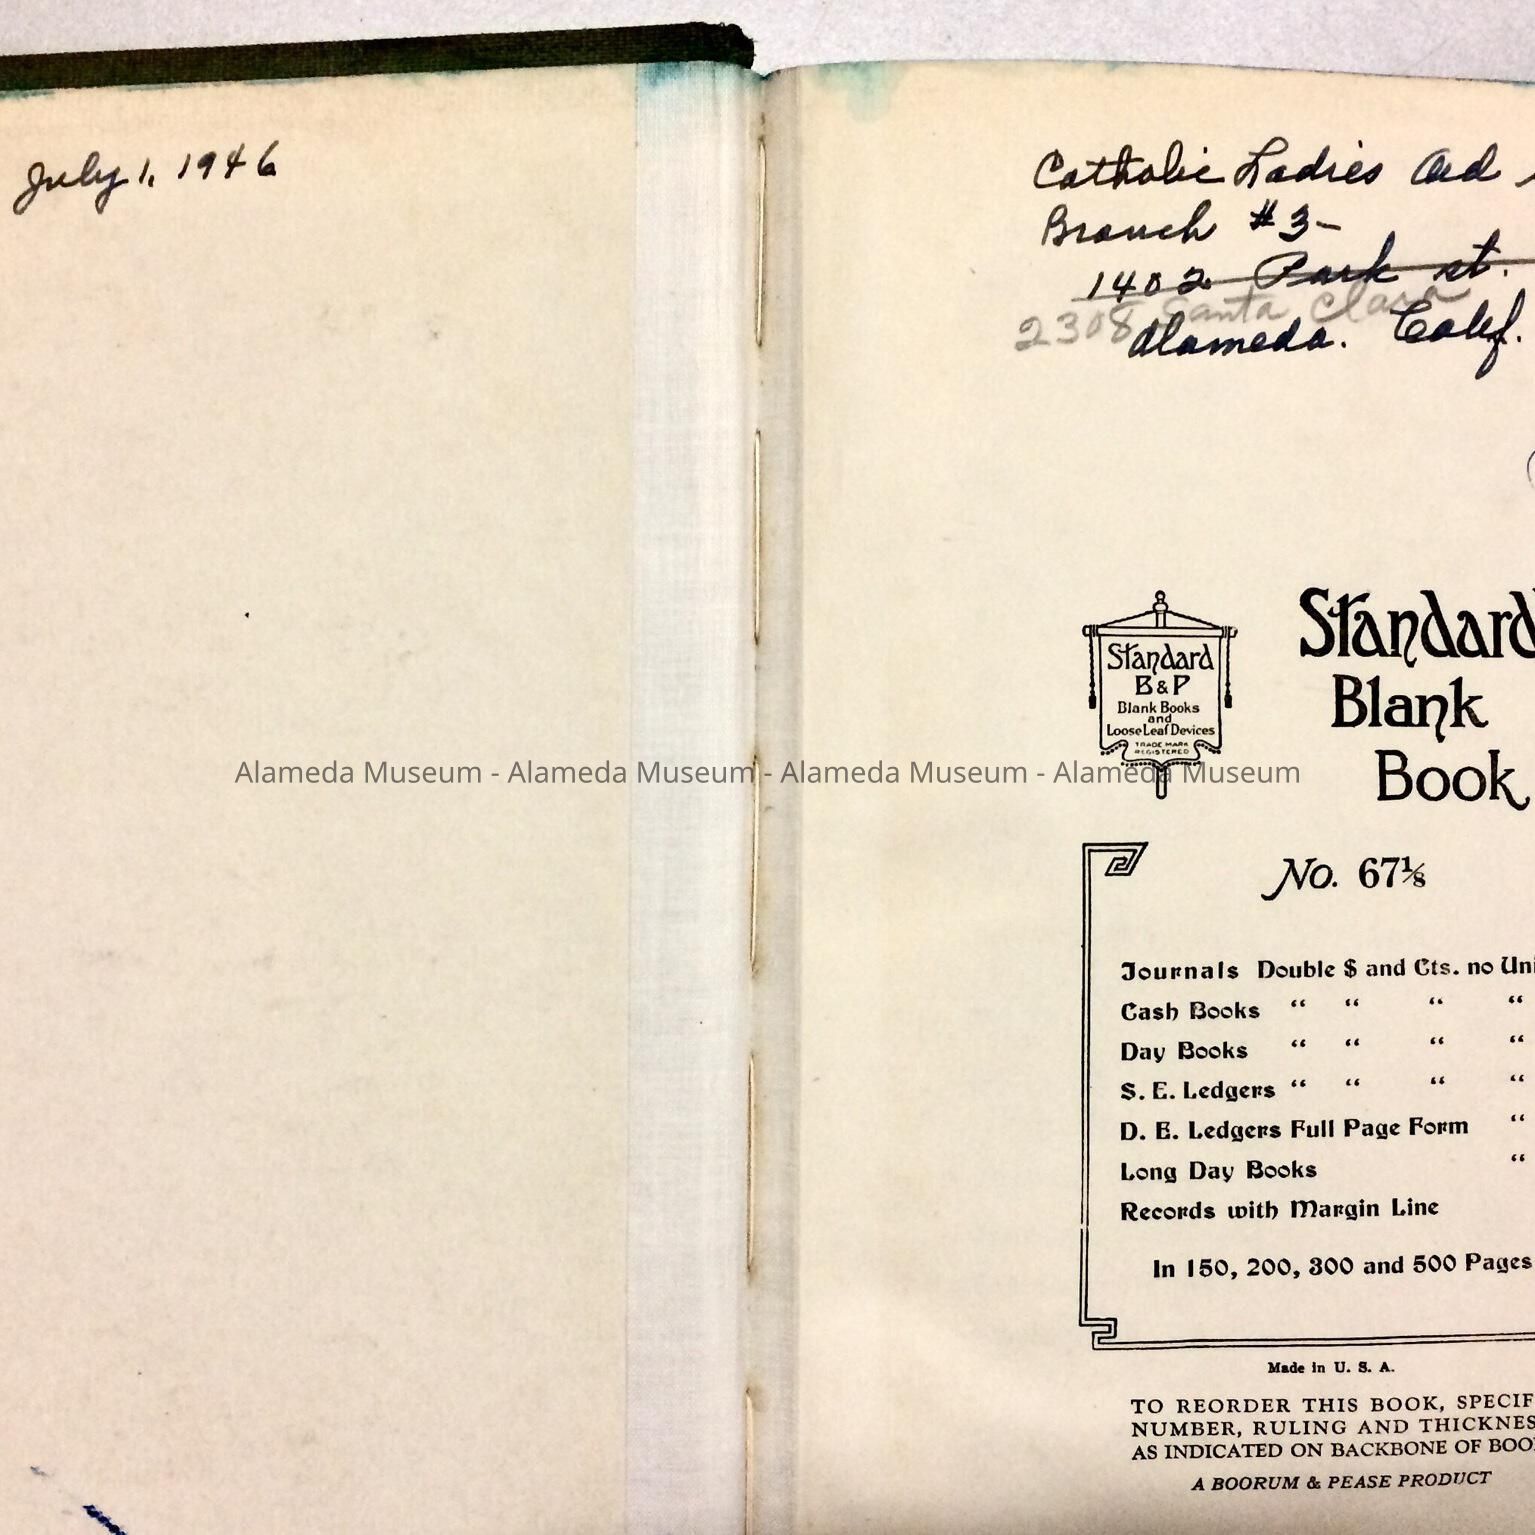 July 1, 1946
Catholic Ladies Aid
Branch #3-
1402 Park st.
2308 Santa Clara
Alameda. Calif.
Standard
B & P
Blank Books
and
Loose Leaf Devices
TRADE MARK
REGISTERED
Standard
Blank
Book
Alameda Museum - Alameda Museum - Alameda Museum - Alameda Museum
No. 67⅛
Journals Double $ and Cts. no Uni
Cash Books “ “ “ “
Day Books “ “ “ “
S. E. Ledgers “ “ “ “
D. E. Ledgers Full Page Form “
Long Day Books “
Records with Margin Line
In 150, 200, 300 and 500 Pages
Made in U. S. A.
TO REORDER THIS BOOK, SPECIF
NUMBER, RULING AND THICKNES
AS INDICATED ON BACKBONE OF BOO
A BOORUM & PEASE PRODUCT